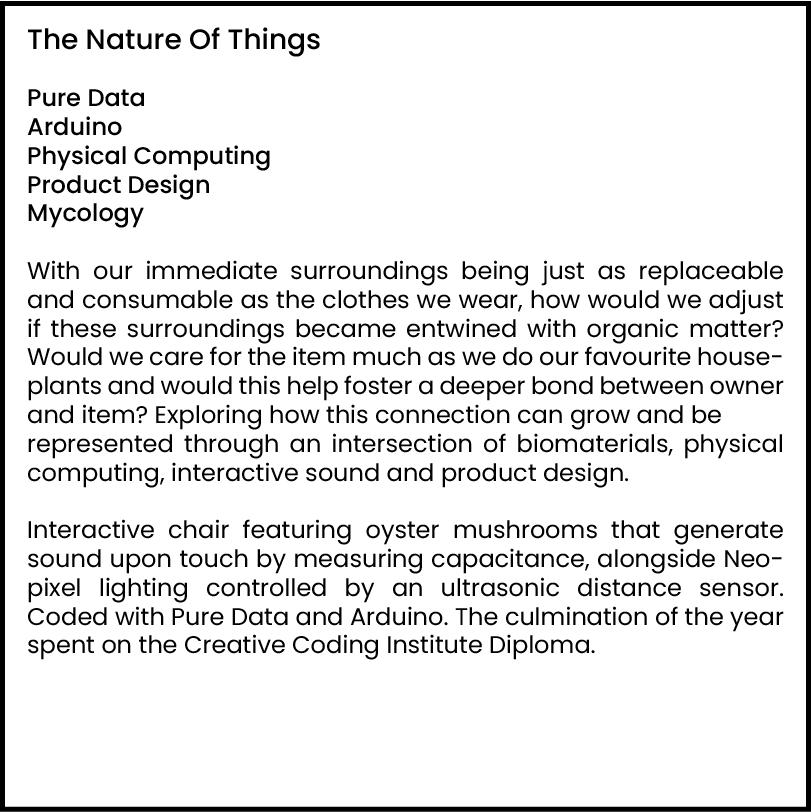 The Nature Of Things
Pure Data
Arduino
Physical Computing
Product Design
Mycology
With our immediate surroundings being just as replaceable
and consumable as the clothes we wear, how would we adjust
if these surroundings became entwined with organic matter?
Would we care for the item much as we do our favourite house-
plants and would this help foster a deeper bond between owner
and item? Exploring how this connection can grow and be
represented through an intersection of biomaterials, physical
computing, interactive sound and product design.
Interactive chair featuring oyster mushrooms that generate
sound upon touch by measuring capacitance, alongside Neo-
pixel lighting controlled by an ultrasonic distance sensor.
Coded with Pure Data and Arduino. The culmination of the year
spent on the Creative Coding Institute Diploma.